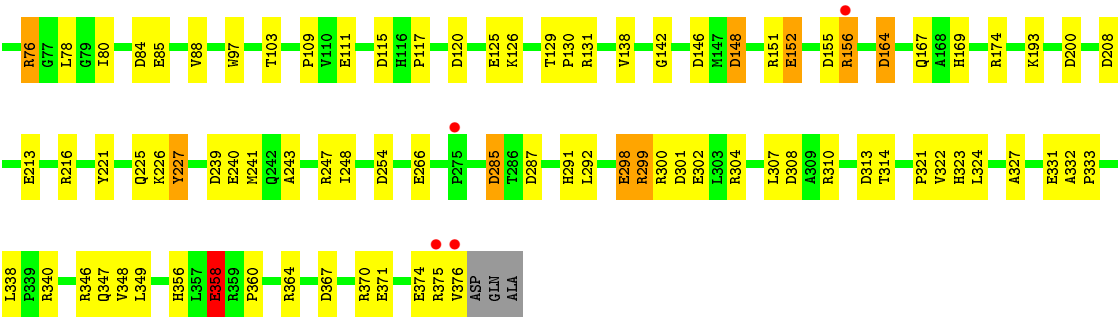 R76 G77 L78 G79 I80 D84 E85 V88 W97 T103 P109 V110 E111 D115 H116 P117 D120 E125 K126 T129 P130 R131 V138 G142 D146 M147 D148 R151 E152 D155 R156 D164 Q167 A168 H169 R174 K193 D200 D208
E213 R216 Y221 Q225 K226 Y227 D239 E240 M241 Q242 A243 R247 I248 D254 E266 P275 D285 T286 D287 H291 L292 E298 R299 R300 D301 E302 L303 R304 L307 D308 A309 R310 D313 T314 P321 V322 H323 L324 A327 E331 A332 P333
L338 P339 R340 R346 Q347 V348 L349 H356 L357 E358 R359 P360 R364 D367 R370 E371 E374 R375 V376 ASP GLN ALA